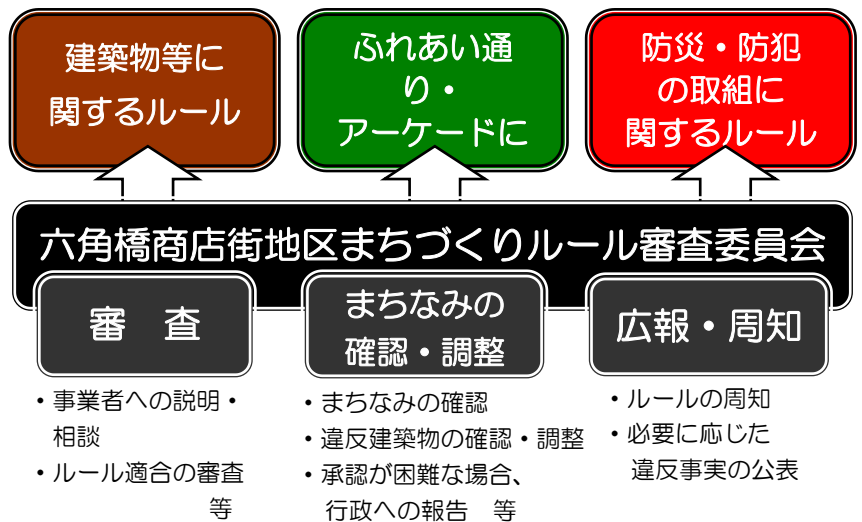 建築物等に
関するルール
ふれあい通
り・
アーケードに
防災・防犯
の取組に
関するルール
六角橋商店街地区まちづくりルール審査委員会
審　査
まちなみの
確認・調整
広報・周知
・事業者への説明・
相談
・ルール適合の審査
等
・まちなみの確認
・違反建築物の確認・調整
・承認が困難な場合、
行政への報告　等
・ルールの周知
・必要に応じた
違反事実の公表